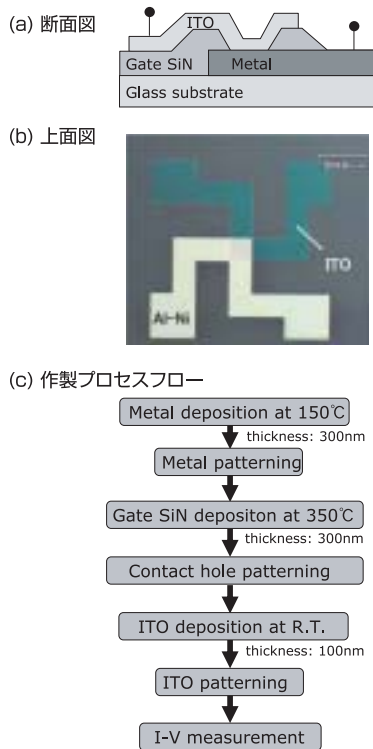 (a) 断面図
ITO
Gate SiN
Metal
Glass substrate
(b) 上面図
ITO
Al-Ni
(c) 作製プロセスフロー
Metal deposition at 150℃
thickness: 300nm
Metal patterning
Gate SiN depositon at 350℃
thickness: 300nm
Contact hole patterning
ITO deposition at R.T.
thickness: 100nm
ITO patterning
I-V measurement